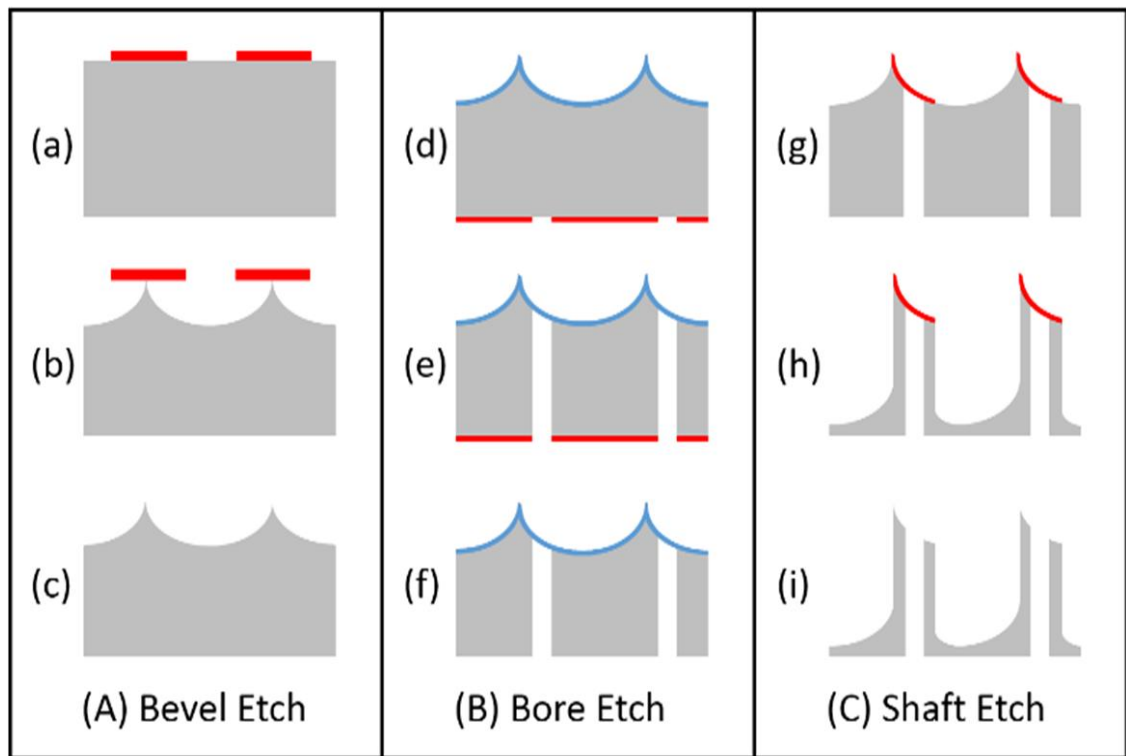 (a)
(b)
(c)
(A) Bevel Etch
(d)
(e)
(f)
(B) Bore Etch
(g)
(h)
(i)
(C) Shaft Etch